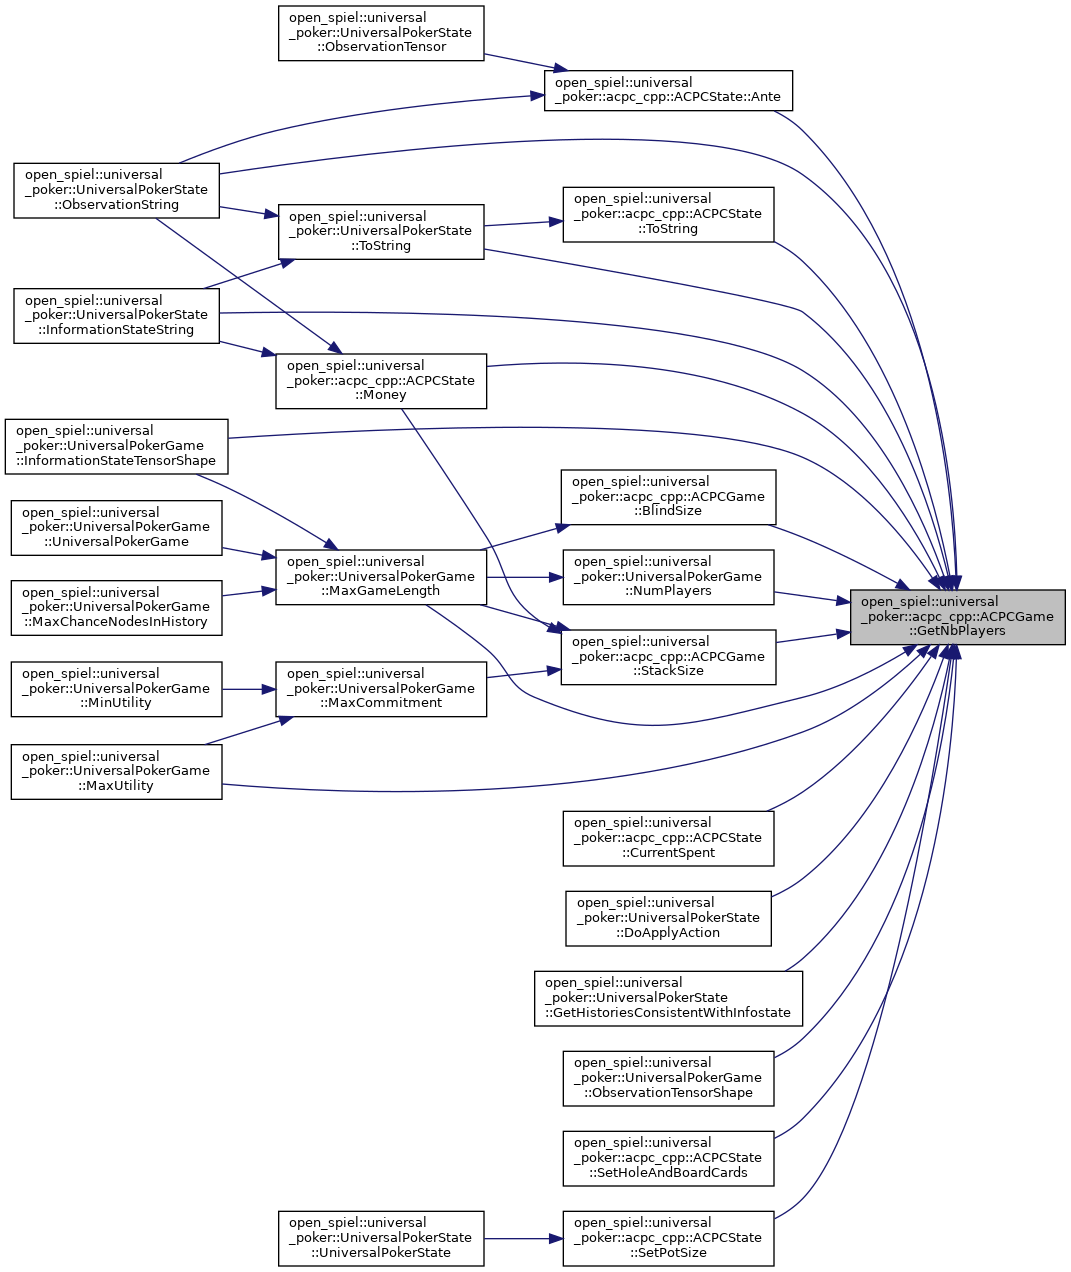 open_spiel::universal
_poker::UniversalPokerState
::ObservationTensor
open_spiel::universal
_poker::acpc_cpp::ACPCState::Ante
open_spiel::universal
_poker::UniversalPokerState
::ObservationString
open_spiel::universal
_poker::acpc_cpp::ACPCState
::ToString
open_spiel::universal
_poker::UniversalPokerState
::ToString
open_spiel::universal
_poker::UniversalPokerState
::InformationStateString
open_spiel::universal
_poker::acpc_cpp::ACPCState
::Money
open_spiel::universal
_poker::UniversalPokerGame
::InformationStateTensorShape
open_spiel::universal
_poker::acpc_cpp::ACPCGame
::BlindSize
open_spiel::universal
_poker::UniversalPokerGame
::UniversalPokerGame
open_spiel::universal
_poker::UniversalPokerGame
::MaxGameLength
open_spiel::universal
_poker::UniversalPokerGame
::NumPlayers
open_spiel::universal
_poker::UniversalPokerGame
::MaxChanceNodesInHistory
open_spiel::universal
_poker::acpc_cpp::ACPCGame
::GetNbPlayers
open_spiel::universal
_poker::acpc_cpp::ACPCGame
::StackSize
open_spiel::universal
_poker::UniversalPokerGame
::MinUtility
open_spiel::universal
_poker::UniversalPokerGame
::MaxCommitment
open_spiel::universal
_poker::UniversalPokerGame
::MaxUtility
open_spiel::universal
_poker::acpc_cpp::ACPCState
::CurrentSpent
open_spiel::universal
_poker::UniversalPokerState
::DoApplyAction
open_spiel::universal
_poker::UniversalPokerState
::GetHistoriesConsistentWithInfostate
open_spiel::universal
_poker::UniversalPokerGame
::ObservationTensorShape
open_spiel::universal
_poker::acpc_cpp::ACPCState
::SetHoleAndBoardCards
open_spiel::universal
_poker::UniversalPokerState
::UniversalPokerState
open_spiel::universal
_poker::acpc_cpp::ACPCState
::SetPotSize